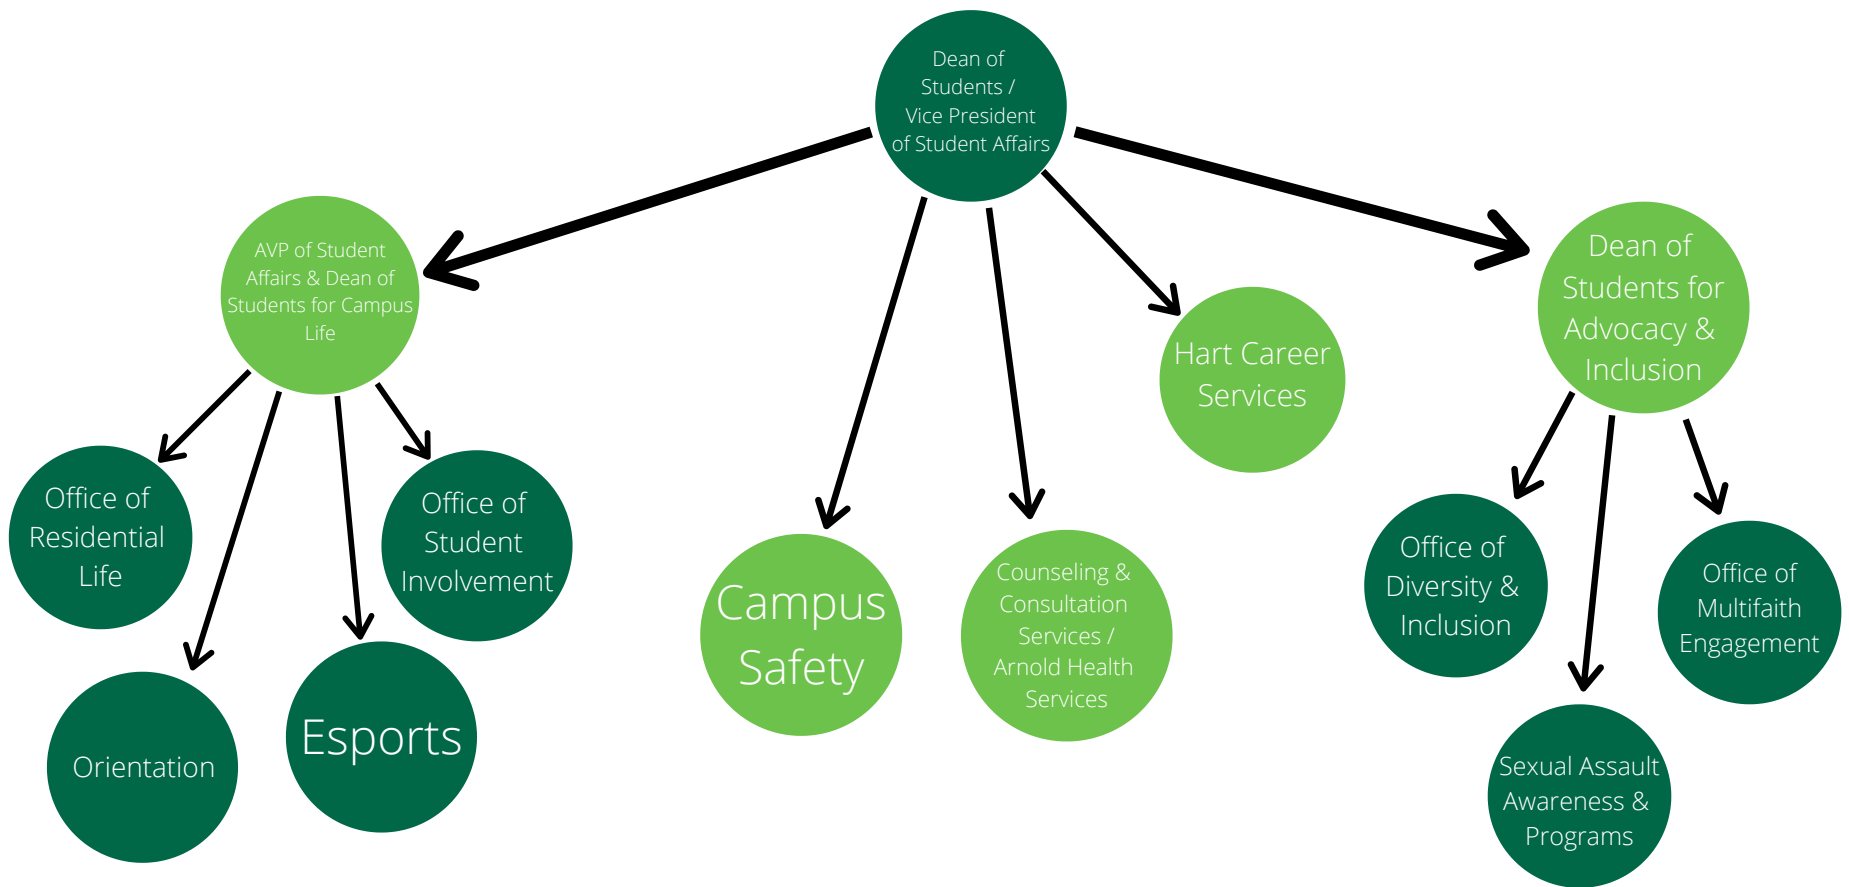 Dean of
Students /
Vice President
of Student Affairs
AVP of Student
Affairs & Dean of
Students for Campus
Life
Dean of
Students for
Advocacy &
Inclusion
Hart Career
Services
Office of
Residential
Life
Office of
Student
Involvement
Orientation
Esports
Campus
Safety
Counseling &
Consultation
Services /
Arnold Health
Services
Office of
Diversity &
Inclusion
Office of
Multifaith
Engagement
Sexual Assault
Awareness &
Programs